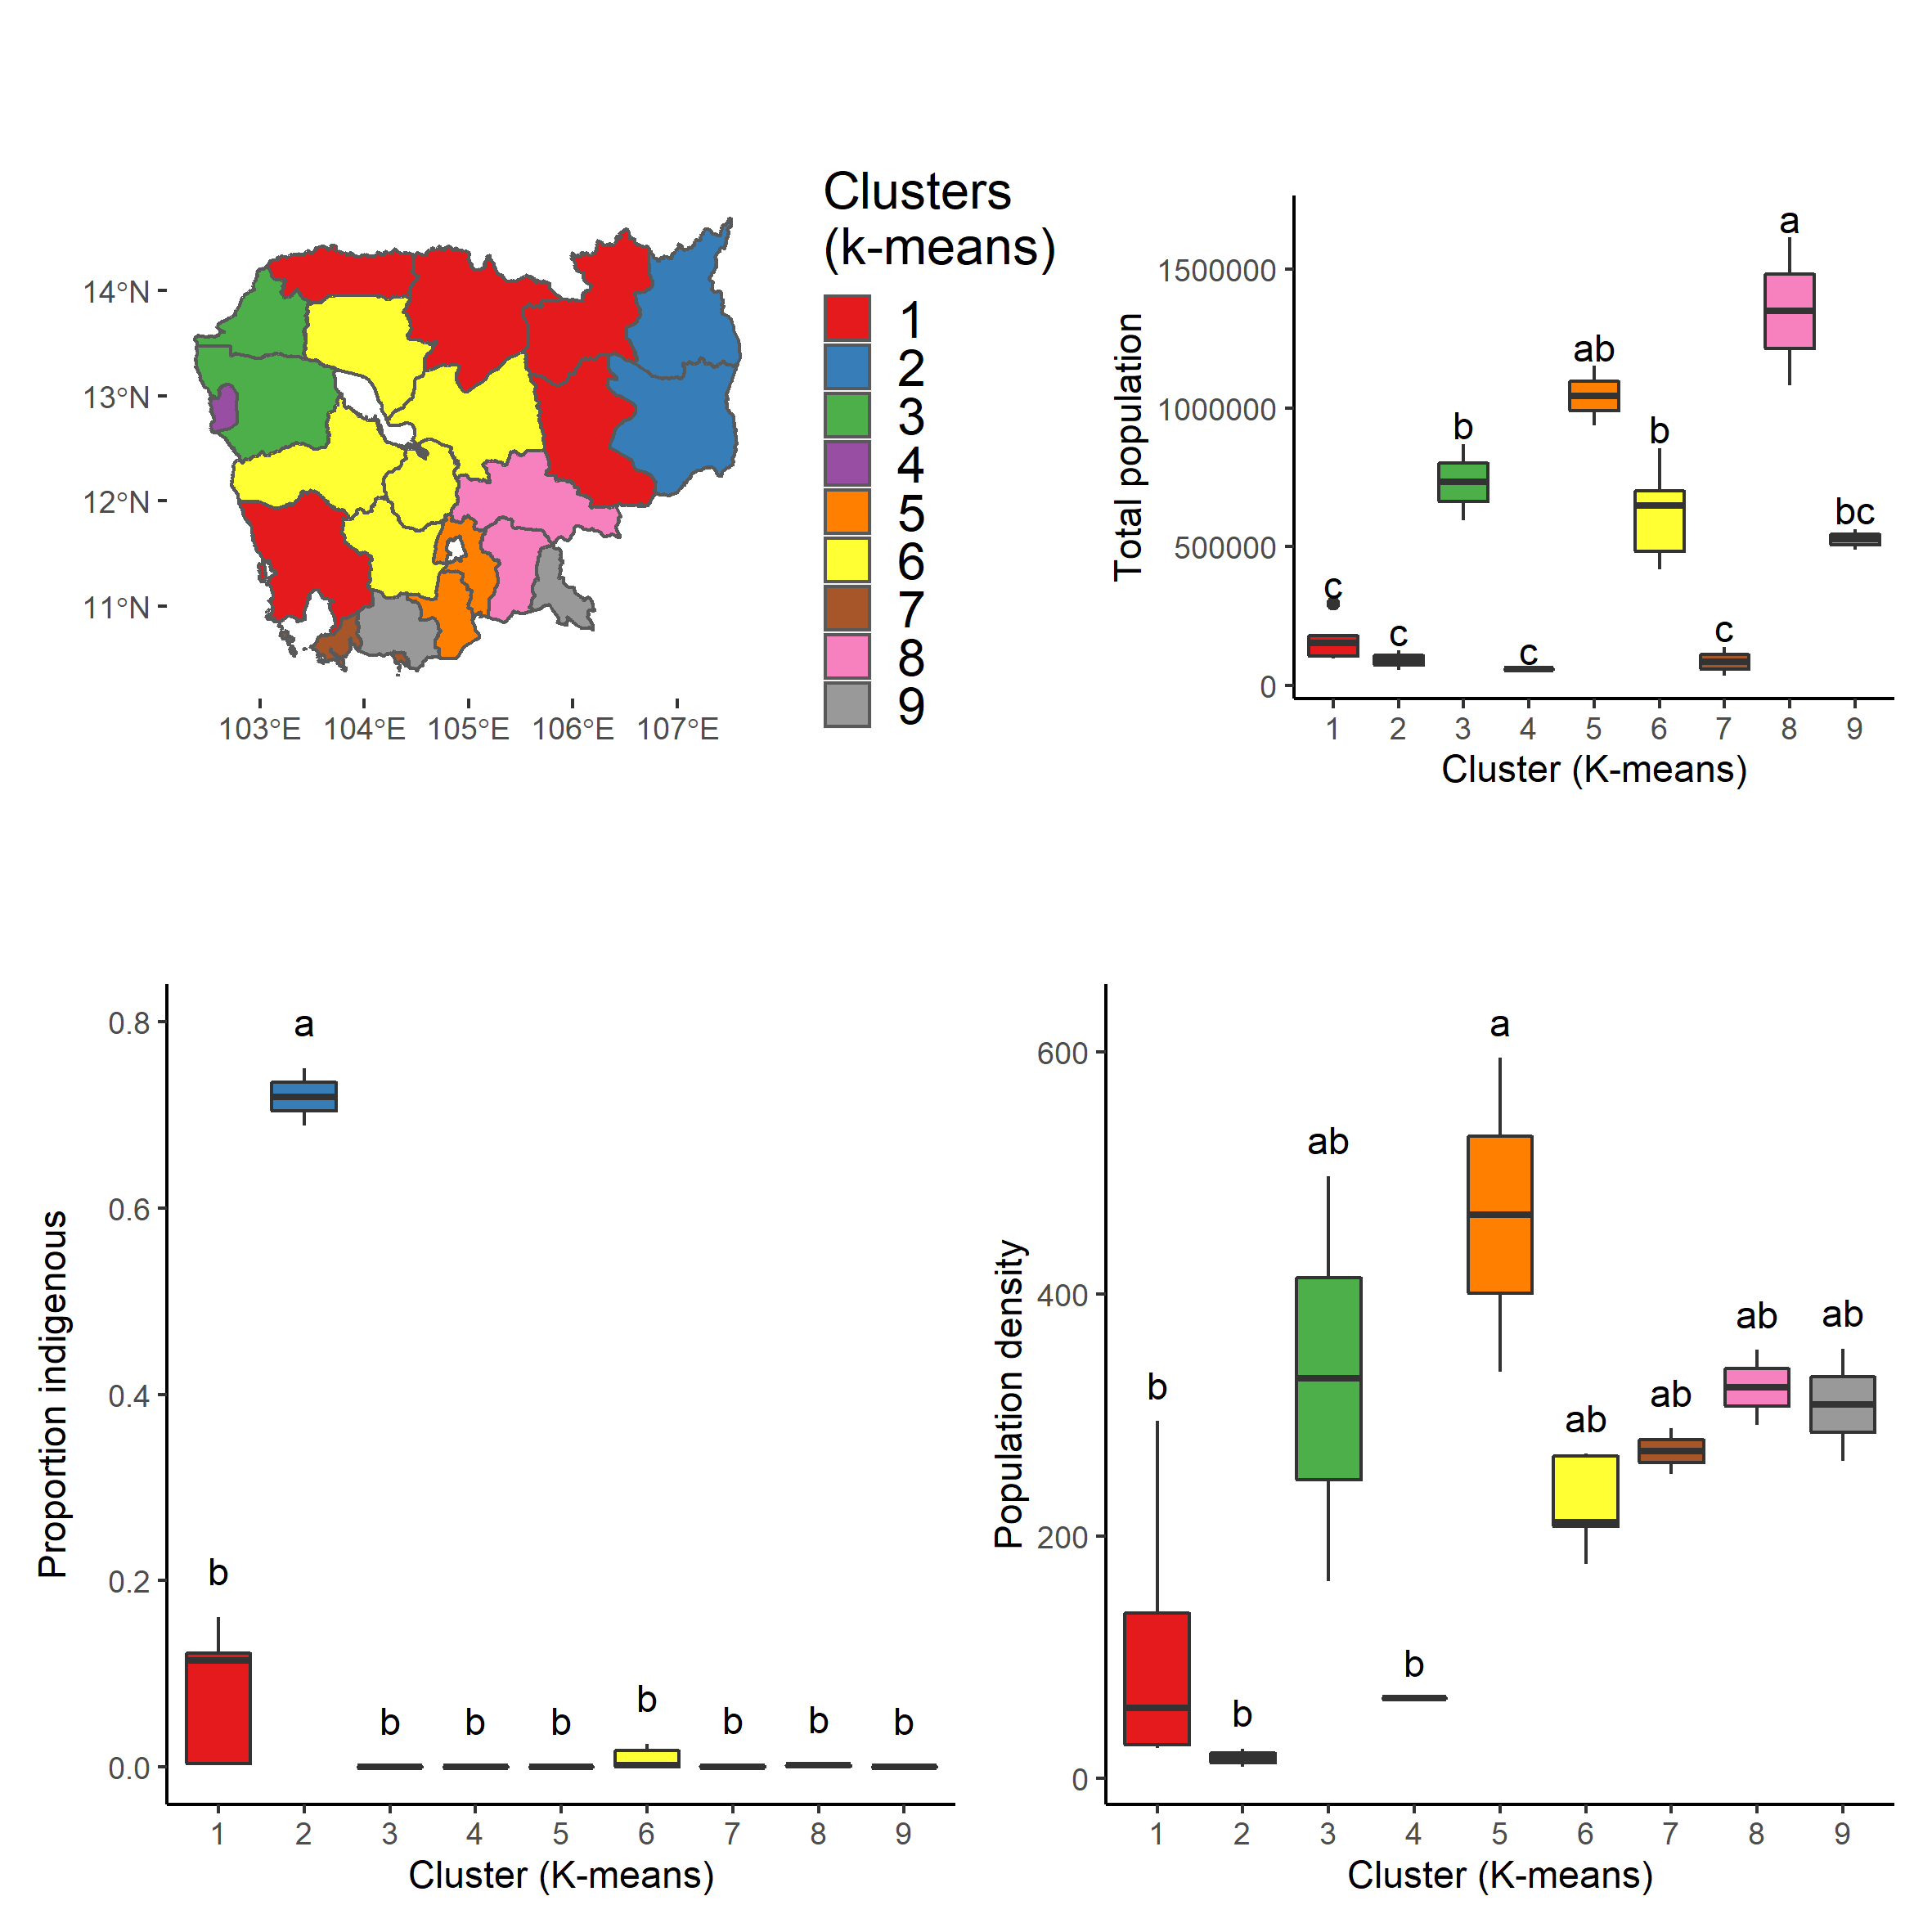 14°N
13°N
12°N
11°N
103°E 104°E 105°E 106°E 107°E
Clusters
(k-means)
1
2
3
4
5
6
7
8
9
Total population
1500000
1000000
500000
0
c c b c ab b c a bc
1 2 3 4 5 6 7 8 9
Cluster (K-means)
Proportion indigenous
0.8
0.6
0.4
0.2
0.0
b a b b b b b b b
1 2 3 4 5 6 7 8 9
Cluster (K-means)
Population density
600
400
200
0
b b ab b a ab ab ab ab
1 2 3 4 5 6 7 8 9
Cluster (K-means)